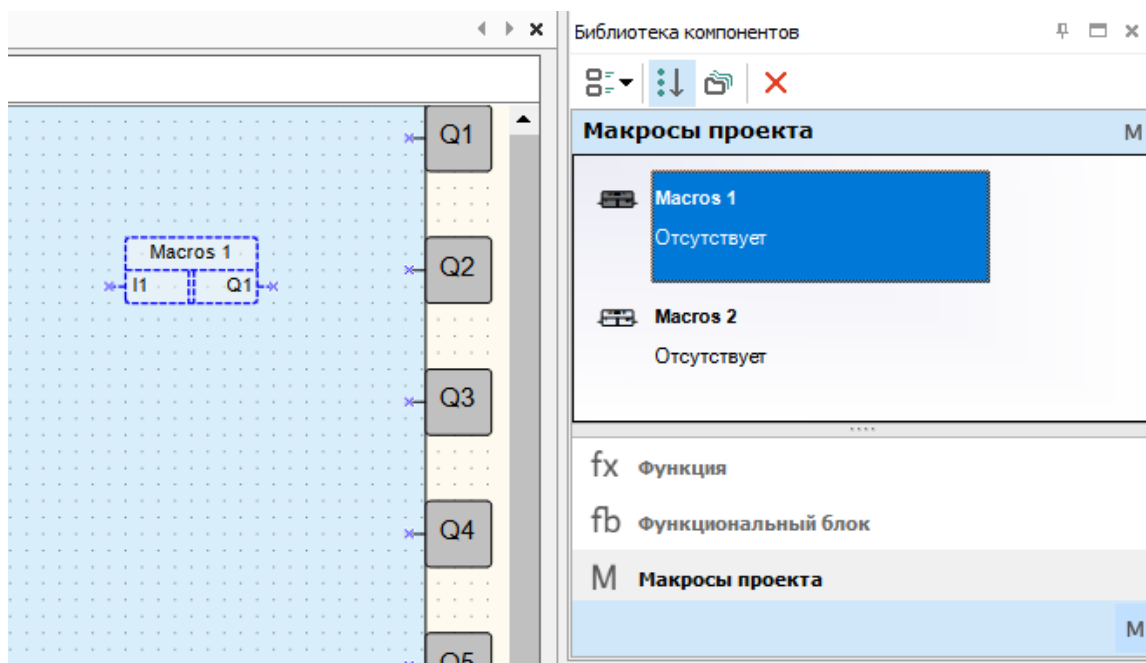 Библиотека компонентов
Макросы проекта M
Q1
Macros 1
Отсутствует
Macros 1
I1 Q1
Q2
Macros 2
Отсутствует
Q3
fx Функция
fb Функциональный блок
Q4
M Макросы проекта
M
Q5